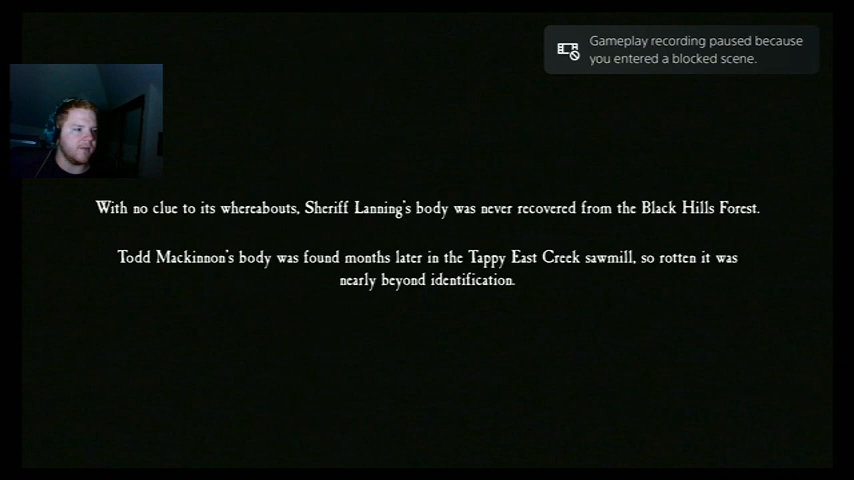 Gameplay recording paused because
you entered a blocked scene.
With no clue to its whereabouts, Sheriff Lanning's body was never recovered from the Black Hills Forest.
Todd Mackinnon's body was found months later in the Tappy East Creek sawmill, so rotten it was
nearly beyond identification.